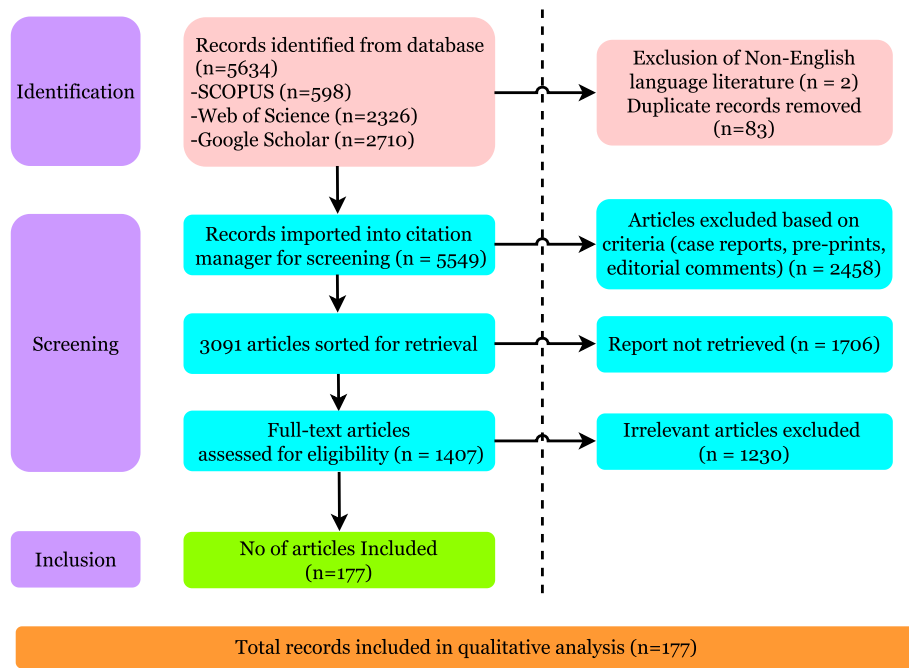 Identification
Records identified from database
(n=5634)
-SCOPUS (n=598)
-Web of Science (n=2326)
-Google Scholar (n=2710)
Exclusion of Non-English
language literature (n = 2)
Duplicate records removed
(n=83)
Screening
Records imported into citation
manager for screening (n = 5549)
Articles excluded based on
criteria (case reports, pre-prints,
editorial comments) (n = 2458)
3091 articles sorted for retrieval
Report not retrieved (n = 1706)
Full-text articles
assessed for eligibility (n = 1407)
Irrelevant articles excluded
(n = 1230)
Inclusion
No of articles Included
(n=177)
Total records included in qualitative analysis (n=177)